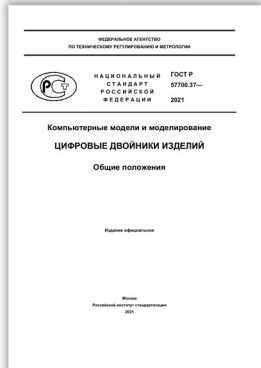 ФЕДЕРАЛЬНОЕ АГЕНТСТВО
ПО ТЕХНИЧЕСКОМУ РЕГУЛИРОВАНИЮ И МЕТРОЛОГИИ
НАЦИОНАЛЬНЫЙ
СТАНДАРТ
РОССИЙСКОЙ
ФЕДЕРАЦИИ
ГОСТ Р
57700.37—
2021
Компьютерные модели и моделирование
ЦИФРОВЫЕ ДВОЙНИКИ ИЗДЕЛИЙ
Общие положения
Издание официальное
Москва
Российский институт стандартизации
2021